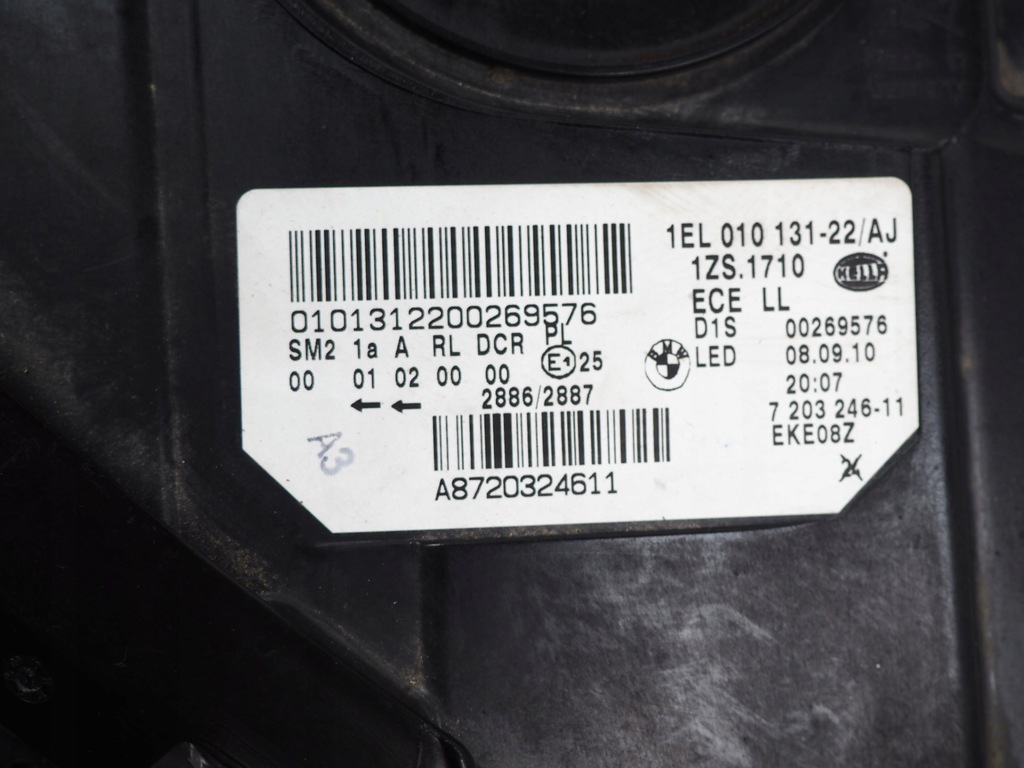 1EL 010 131-22/AJ
1ZS.1710 HELLA
ECE LL
0101312200269576
D1S 00269576
SM2 1a A RL DCR PL
LED 08.09.10
00 01 02 00 00 E1 25
BMW
20:07
2886/2887
7 203 246-11
EKE08Z
A3
A8720324611